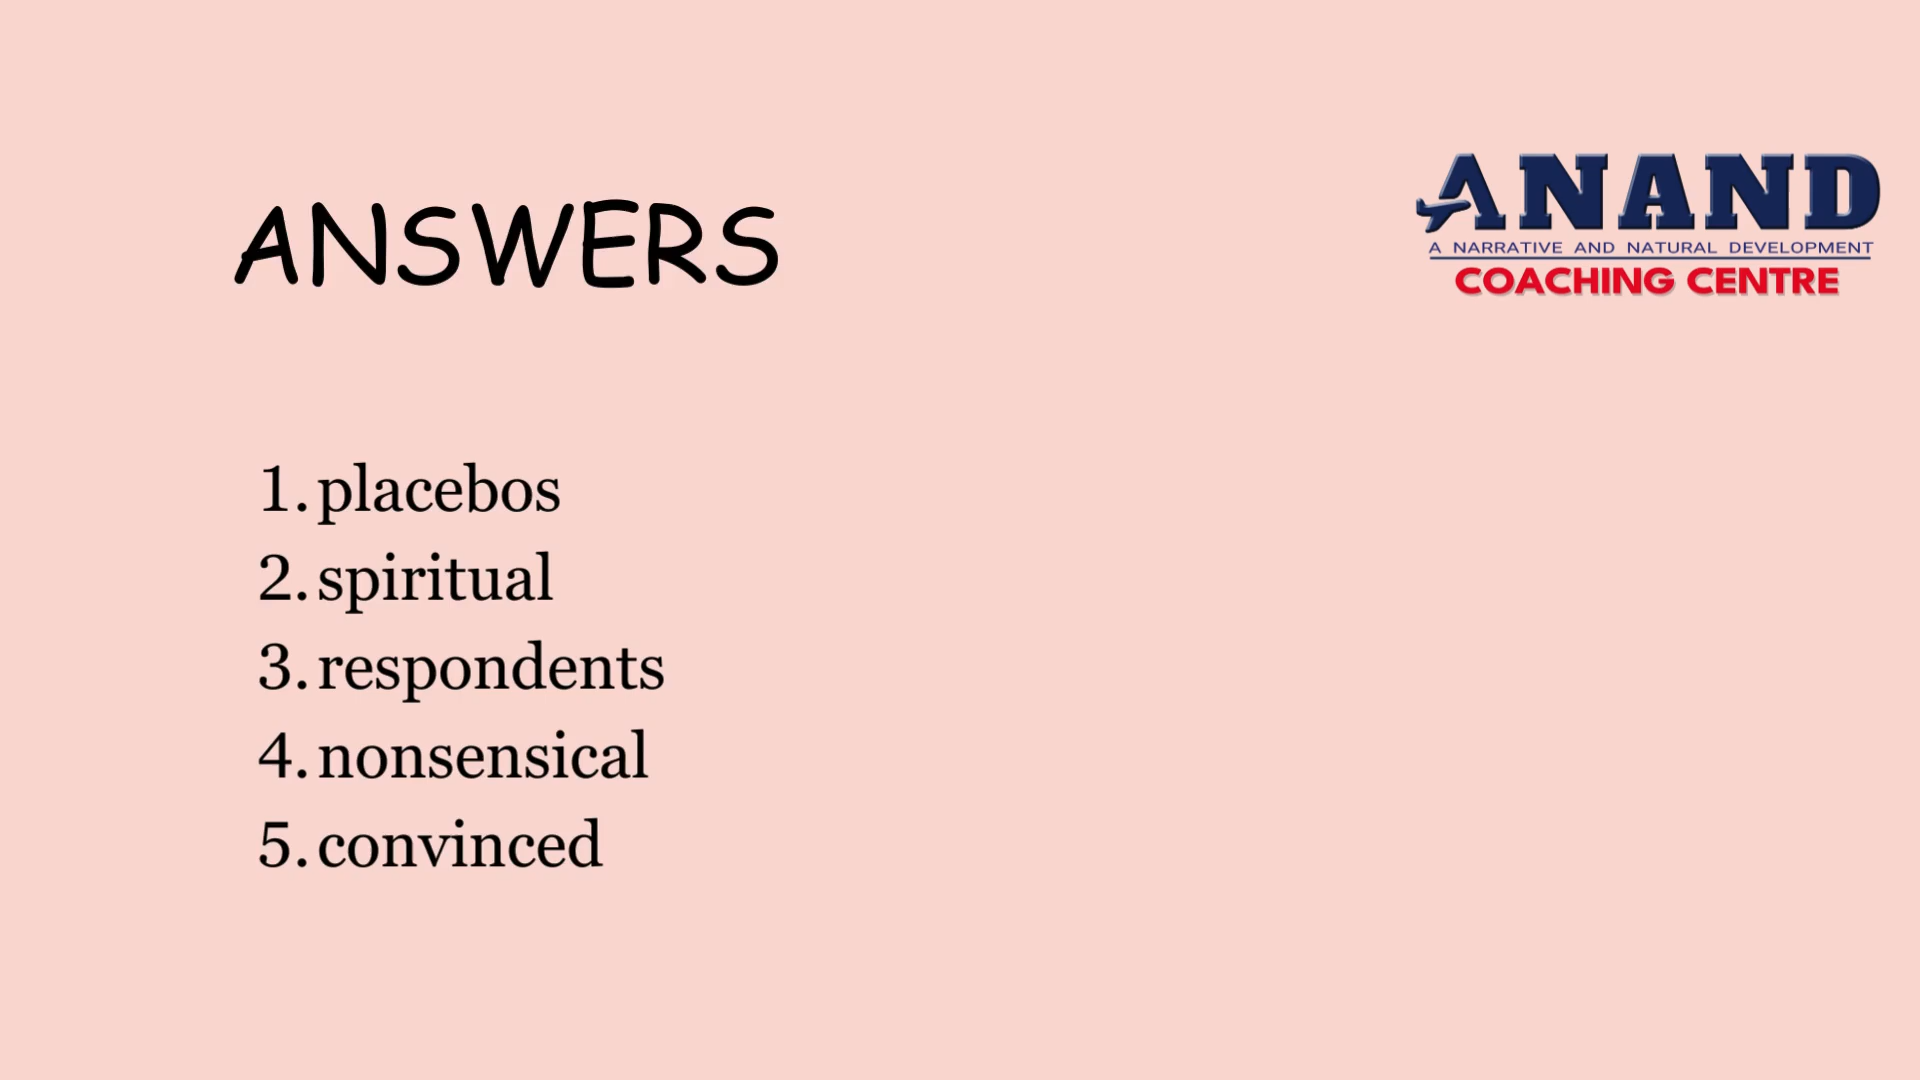 ANSWERS
ANAND
A NARRATIVE AND NATURAL DEVELOPMENT
COACHING CENTRE
1. placebos
2. spiritual
3. respondents
4. nonsensical
5. convinced